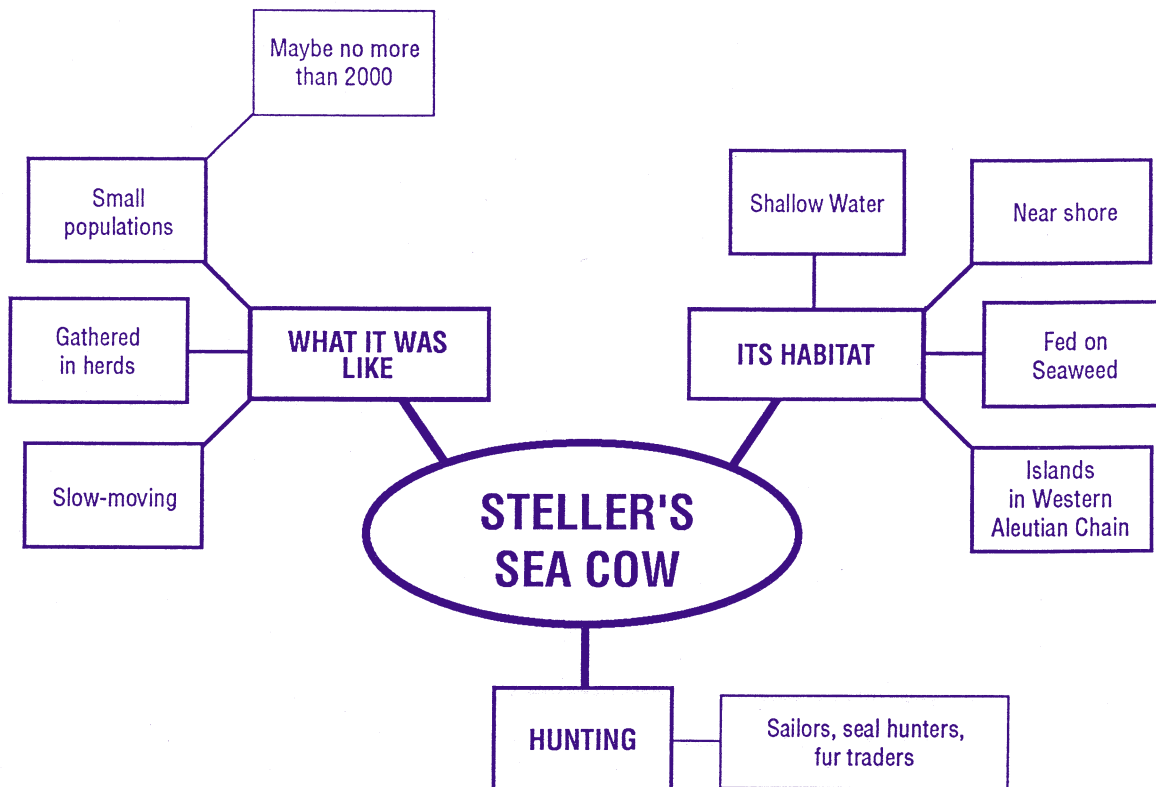 Maybe no more
than 2000
Small
populations
Gathered
in herds
Slow-moving
WHAT IT WAS
LIKE
Shallow Water
Near shore
ITS HABITAT
Fed on
Seaweed
Islands
in Western
Aleutian Chain
STELLER'S
SEA COW
HUNTING
Sailors, seal hunters,
fur traders